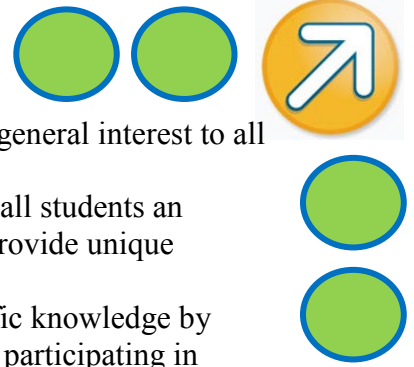 general interest to all
all students an
rovide unique
fic knowledge by
participating in